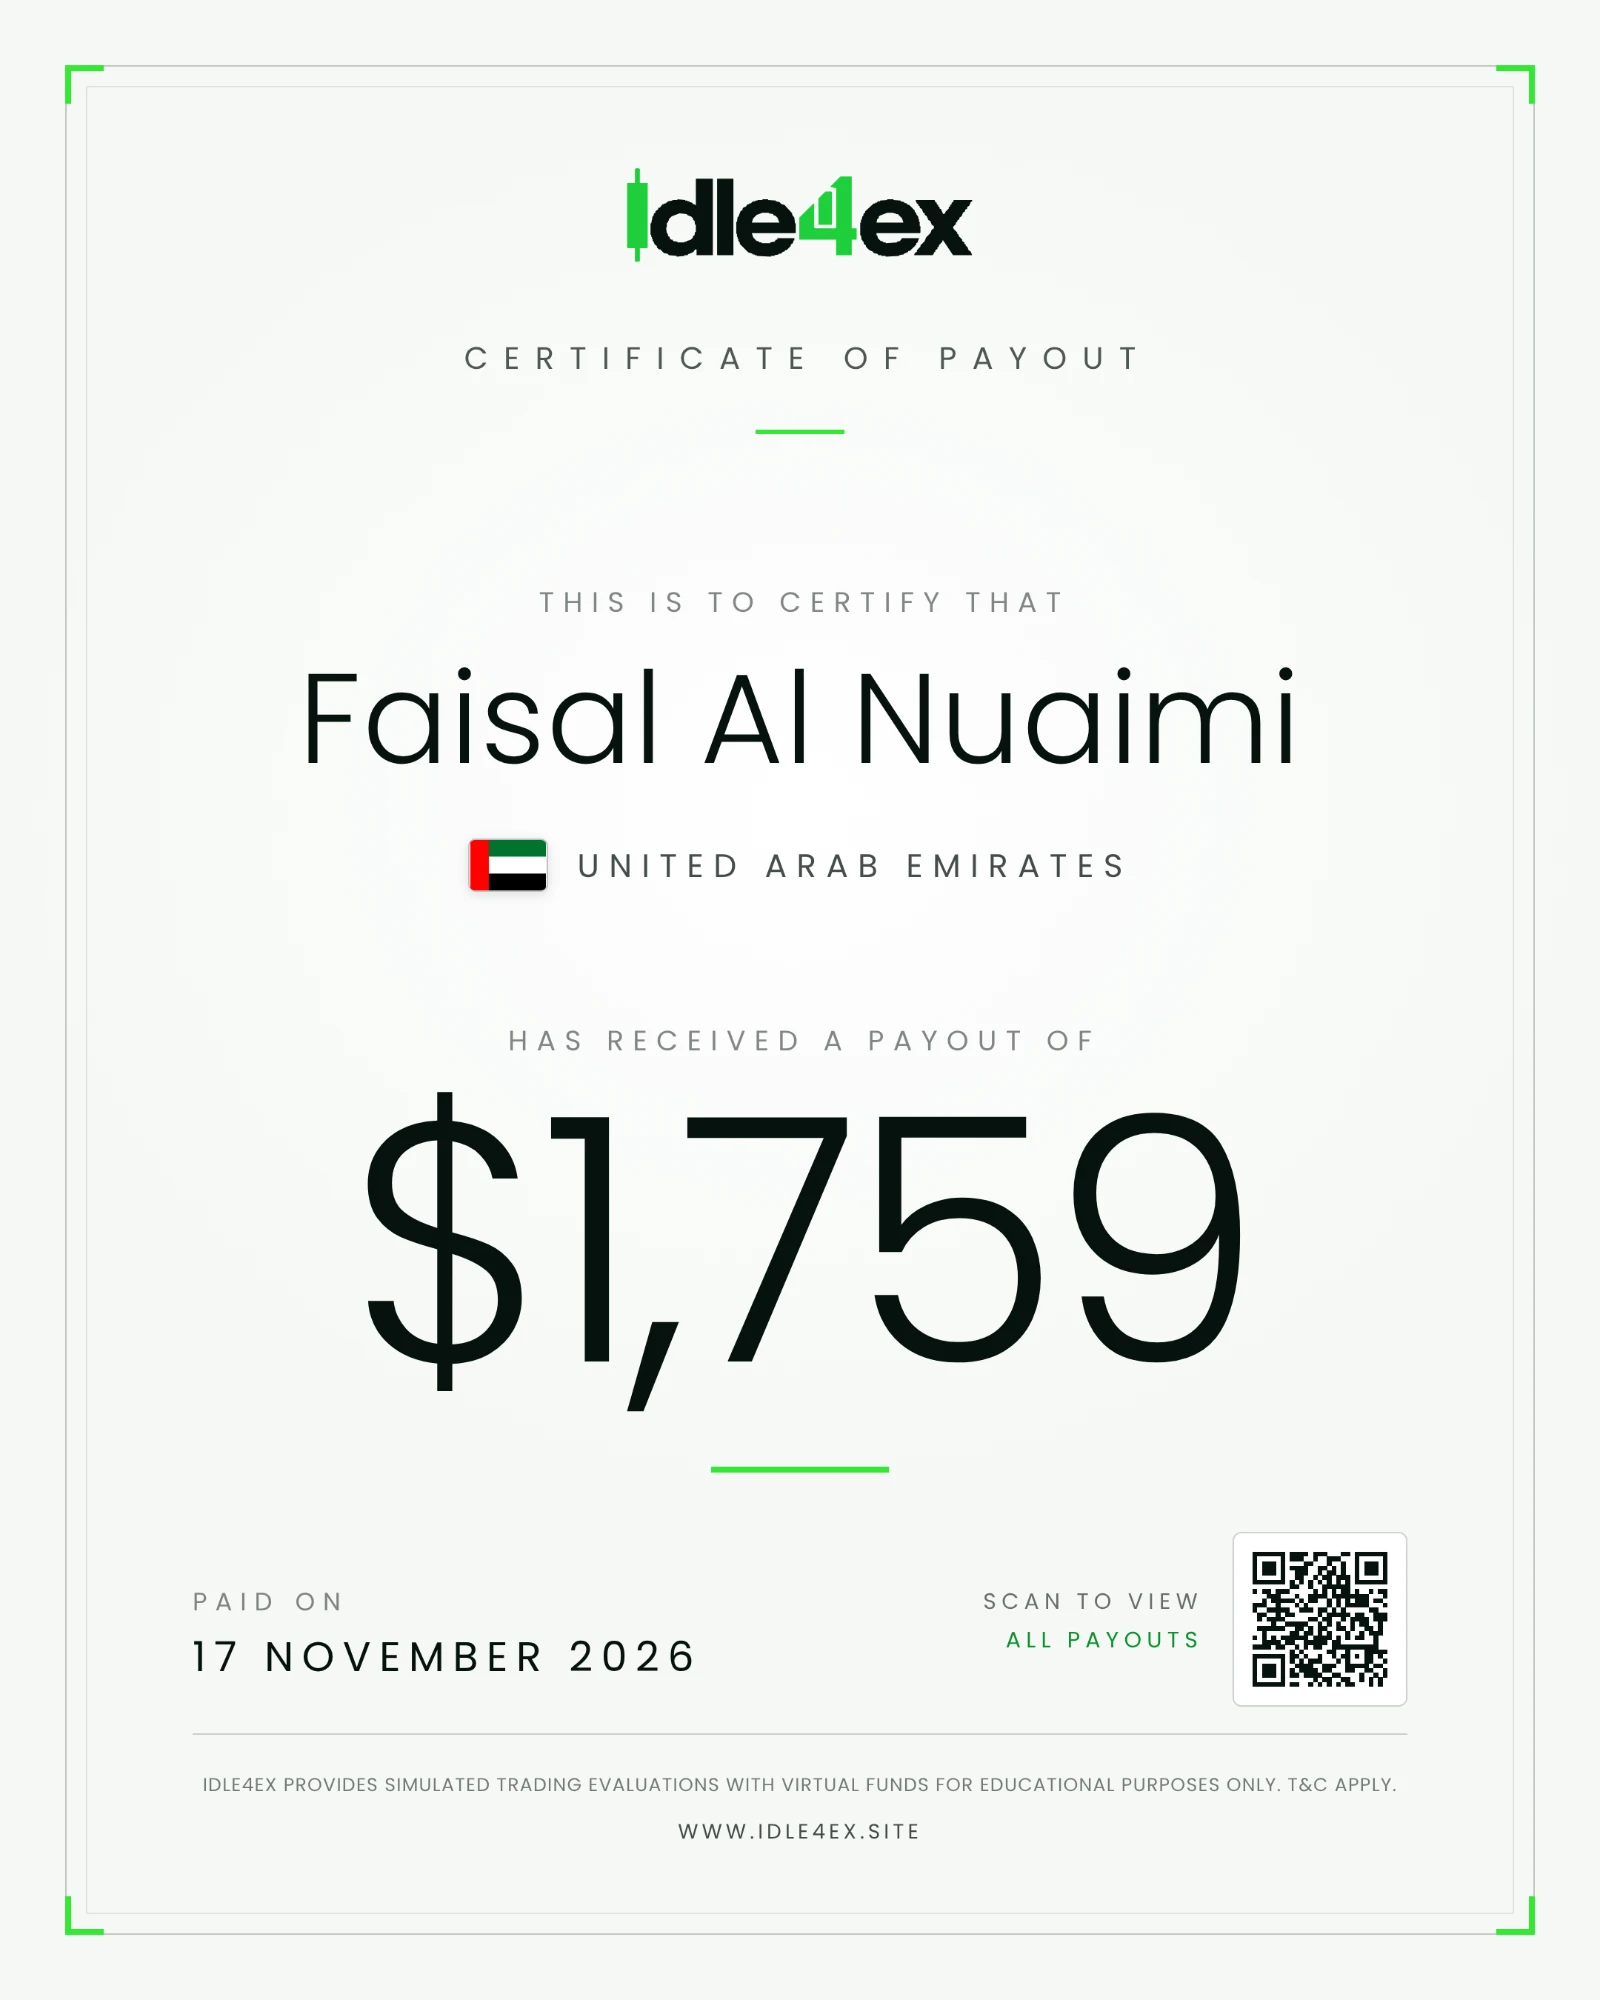 Idle4ex
CERTIFICATE OF PAYOUT
THIS IS TO CERTIFY THAT
Faisal Al Nuaimi
UNITED ARAB EMIRATES
HAS RECEIVED A PAYOUT OF
$1,759
PAID ON
17 NOVEMBER 2026
SCAN TO VIEW
ALL PAYOUTS
IDLE4EX PROVIDES SIMULATED TRADING EVALUATIONS WITH VIRTUAL FUNDS FOR EDUCATIONAL PURPOSES ONLY. T&C APPLY.
WWW.IDLE4EX.SITE